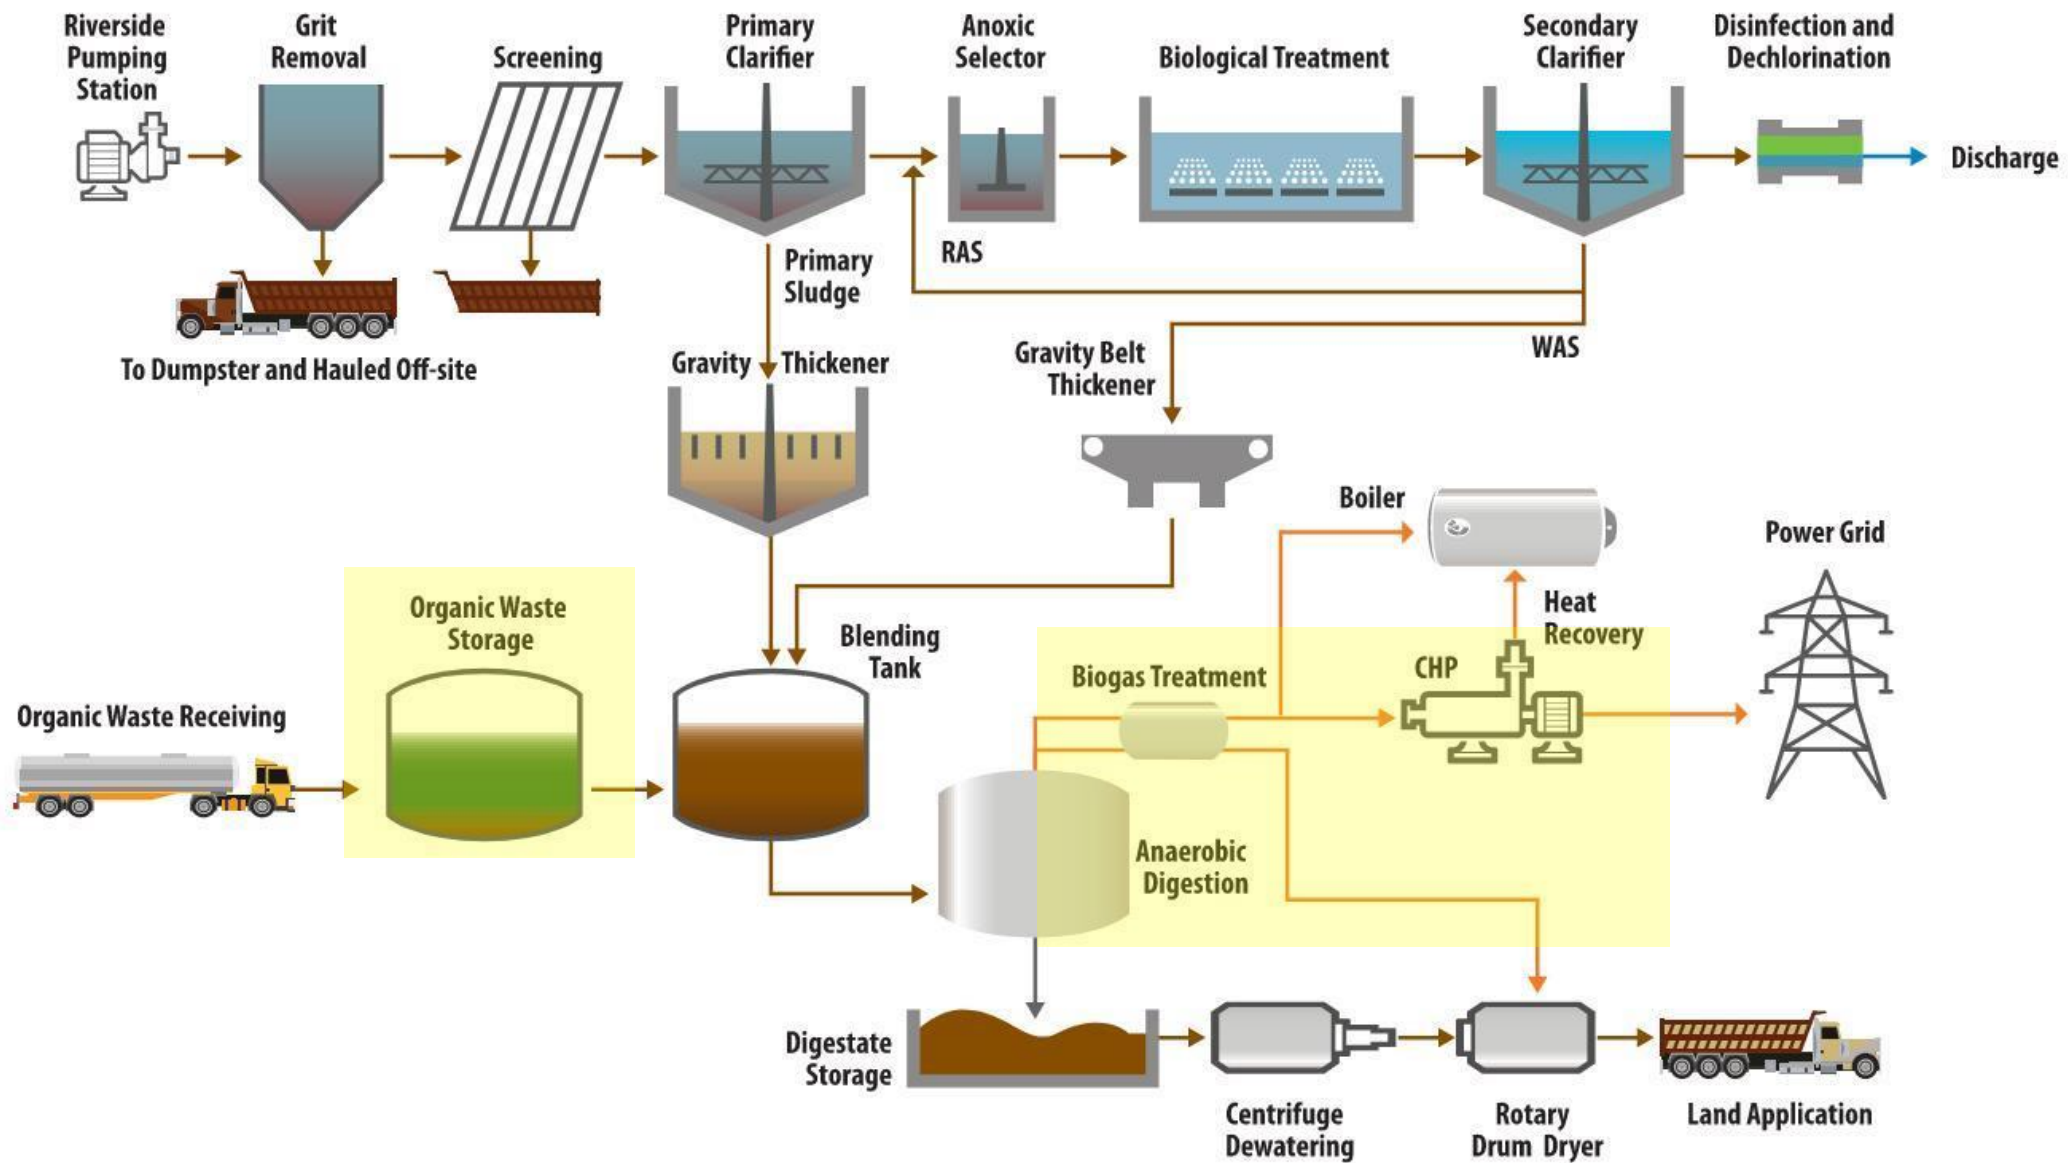 Riverside
Pumping
Station
Grit
Removal
Screening
Primary
Clarifier
Anoxic
Selector
Biological Treatment
Secondary
Clarifier
Disinfection and
Dechlorination
Discharge
RAS
Primary
Sludge
To Dumpster and Hauled Off-site
Gravity Thickener
Gravity Belt
Thickener
WAS
Boiler
Power Grid
Organic Waste
Storage
Heat
Recovery
Blending
Tank
Biogas Treatment
CHP
Organic Waste Receiving
Anaerobic
Digestion
Digestate
Storage
Centrifuge
Dewatering
Rotary
Drum Dryer
Land Application